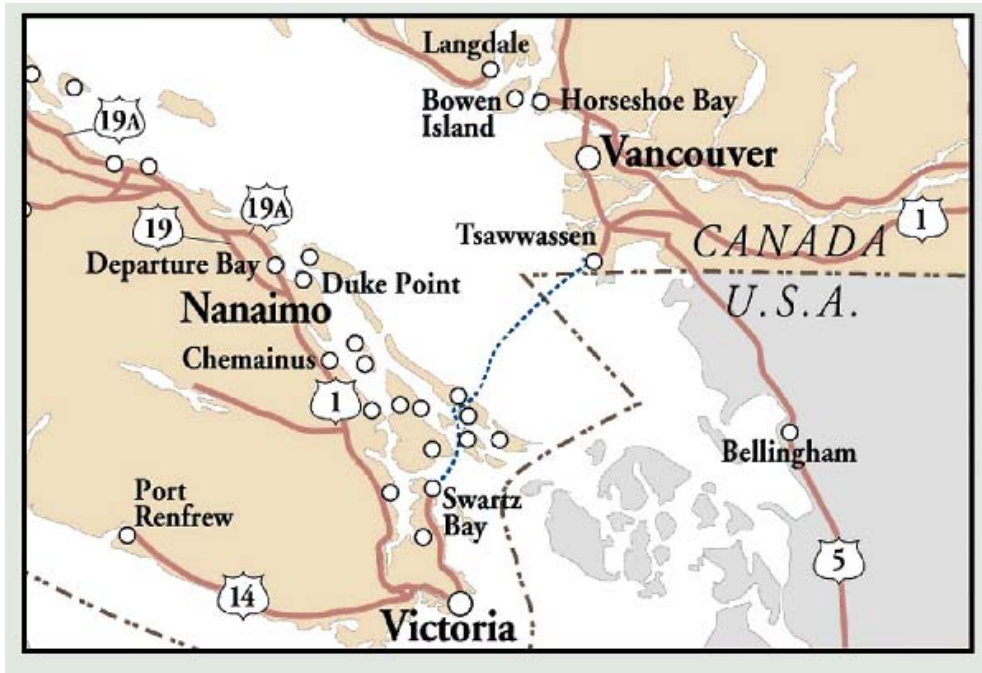 Langdale
Bowen
Island
Horseshoe Bay
19A
Vancouver
19A
19
1
Tsawwassen
CANADA
Departure Bay
Duke Point
U.S.A.
Nanaimo
Chemainus
1
Bellingham
Port
Renfrew
Swartz
Bay
5
14
Victoria